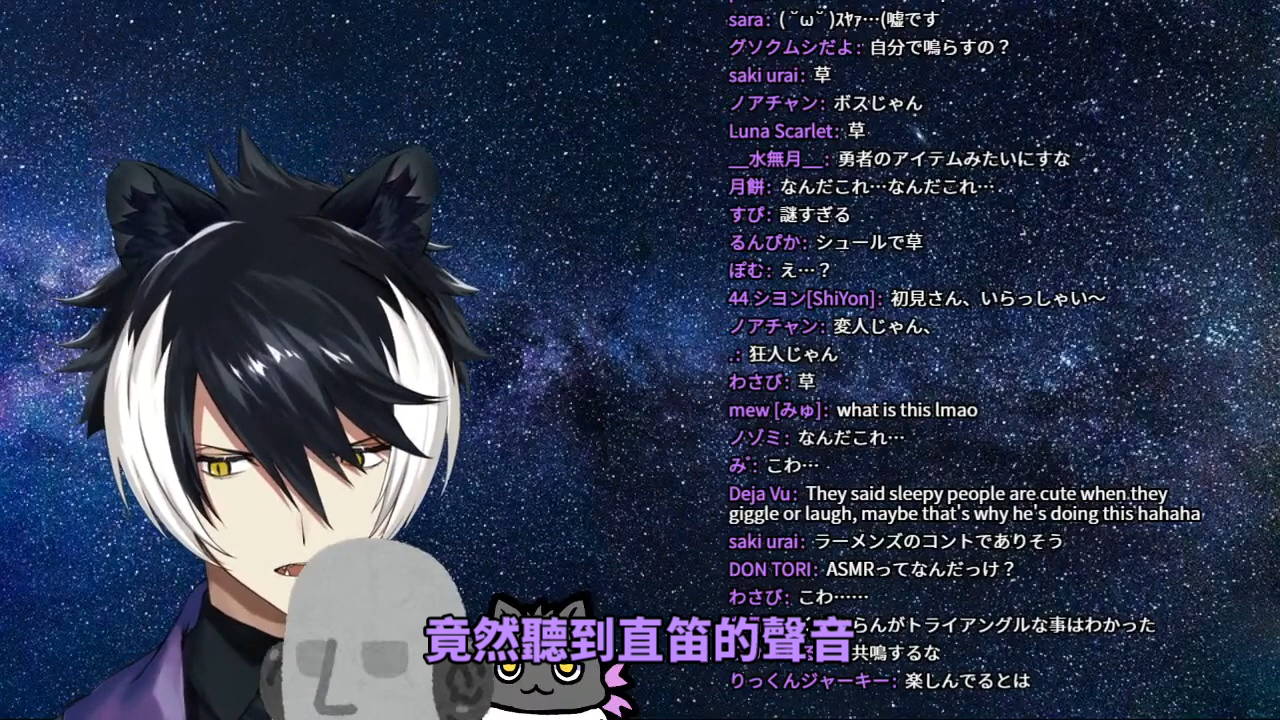 sara: ( ˘ω˘ )ｽﾔｧ…(嘘です
グソクムシだよ: 自分で鳴らすの？
saki urai: 草
ノアチャン: ボスじゃん
Luna Scarlet: 草
__水無月__: 勇者のアイテムみたいにすな
月餅: なんだこれ…なんだこれ…
すぴ: 謎すぎる
るんぴか: シュールで草
ぽむ: え…？
44.シヨン[ShiYon]: 初見さん、いらっしゃい〜
ノアチャン: 変人じゃん、
.: 狂人じゃん
わさび: 草
mew [みゅ]: what is this lmao
ノゾミ: なんだこれ…
み゜: こわ…
Deja Vu: They said sleepy people are cute when they
giggle or laugh, maybe that's why he's doing this hahaha
saki urai: ラーメンズのコントでありそう
DON TORI: ASMRってなんだっけ？
わさび: こわ……
らんがトライアングルな事はわかった
共鳴するな
りっくんジャーキー: 楽しんでるとは
竟然聽到直笛的聲音